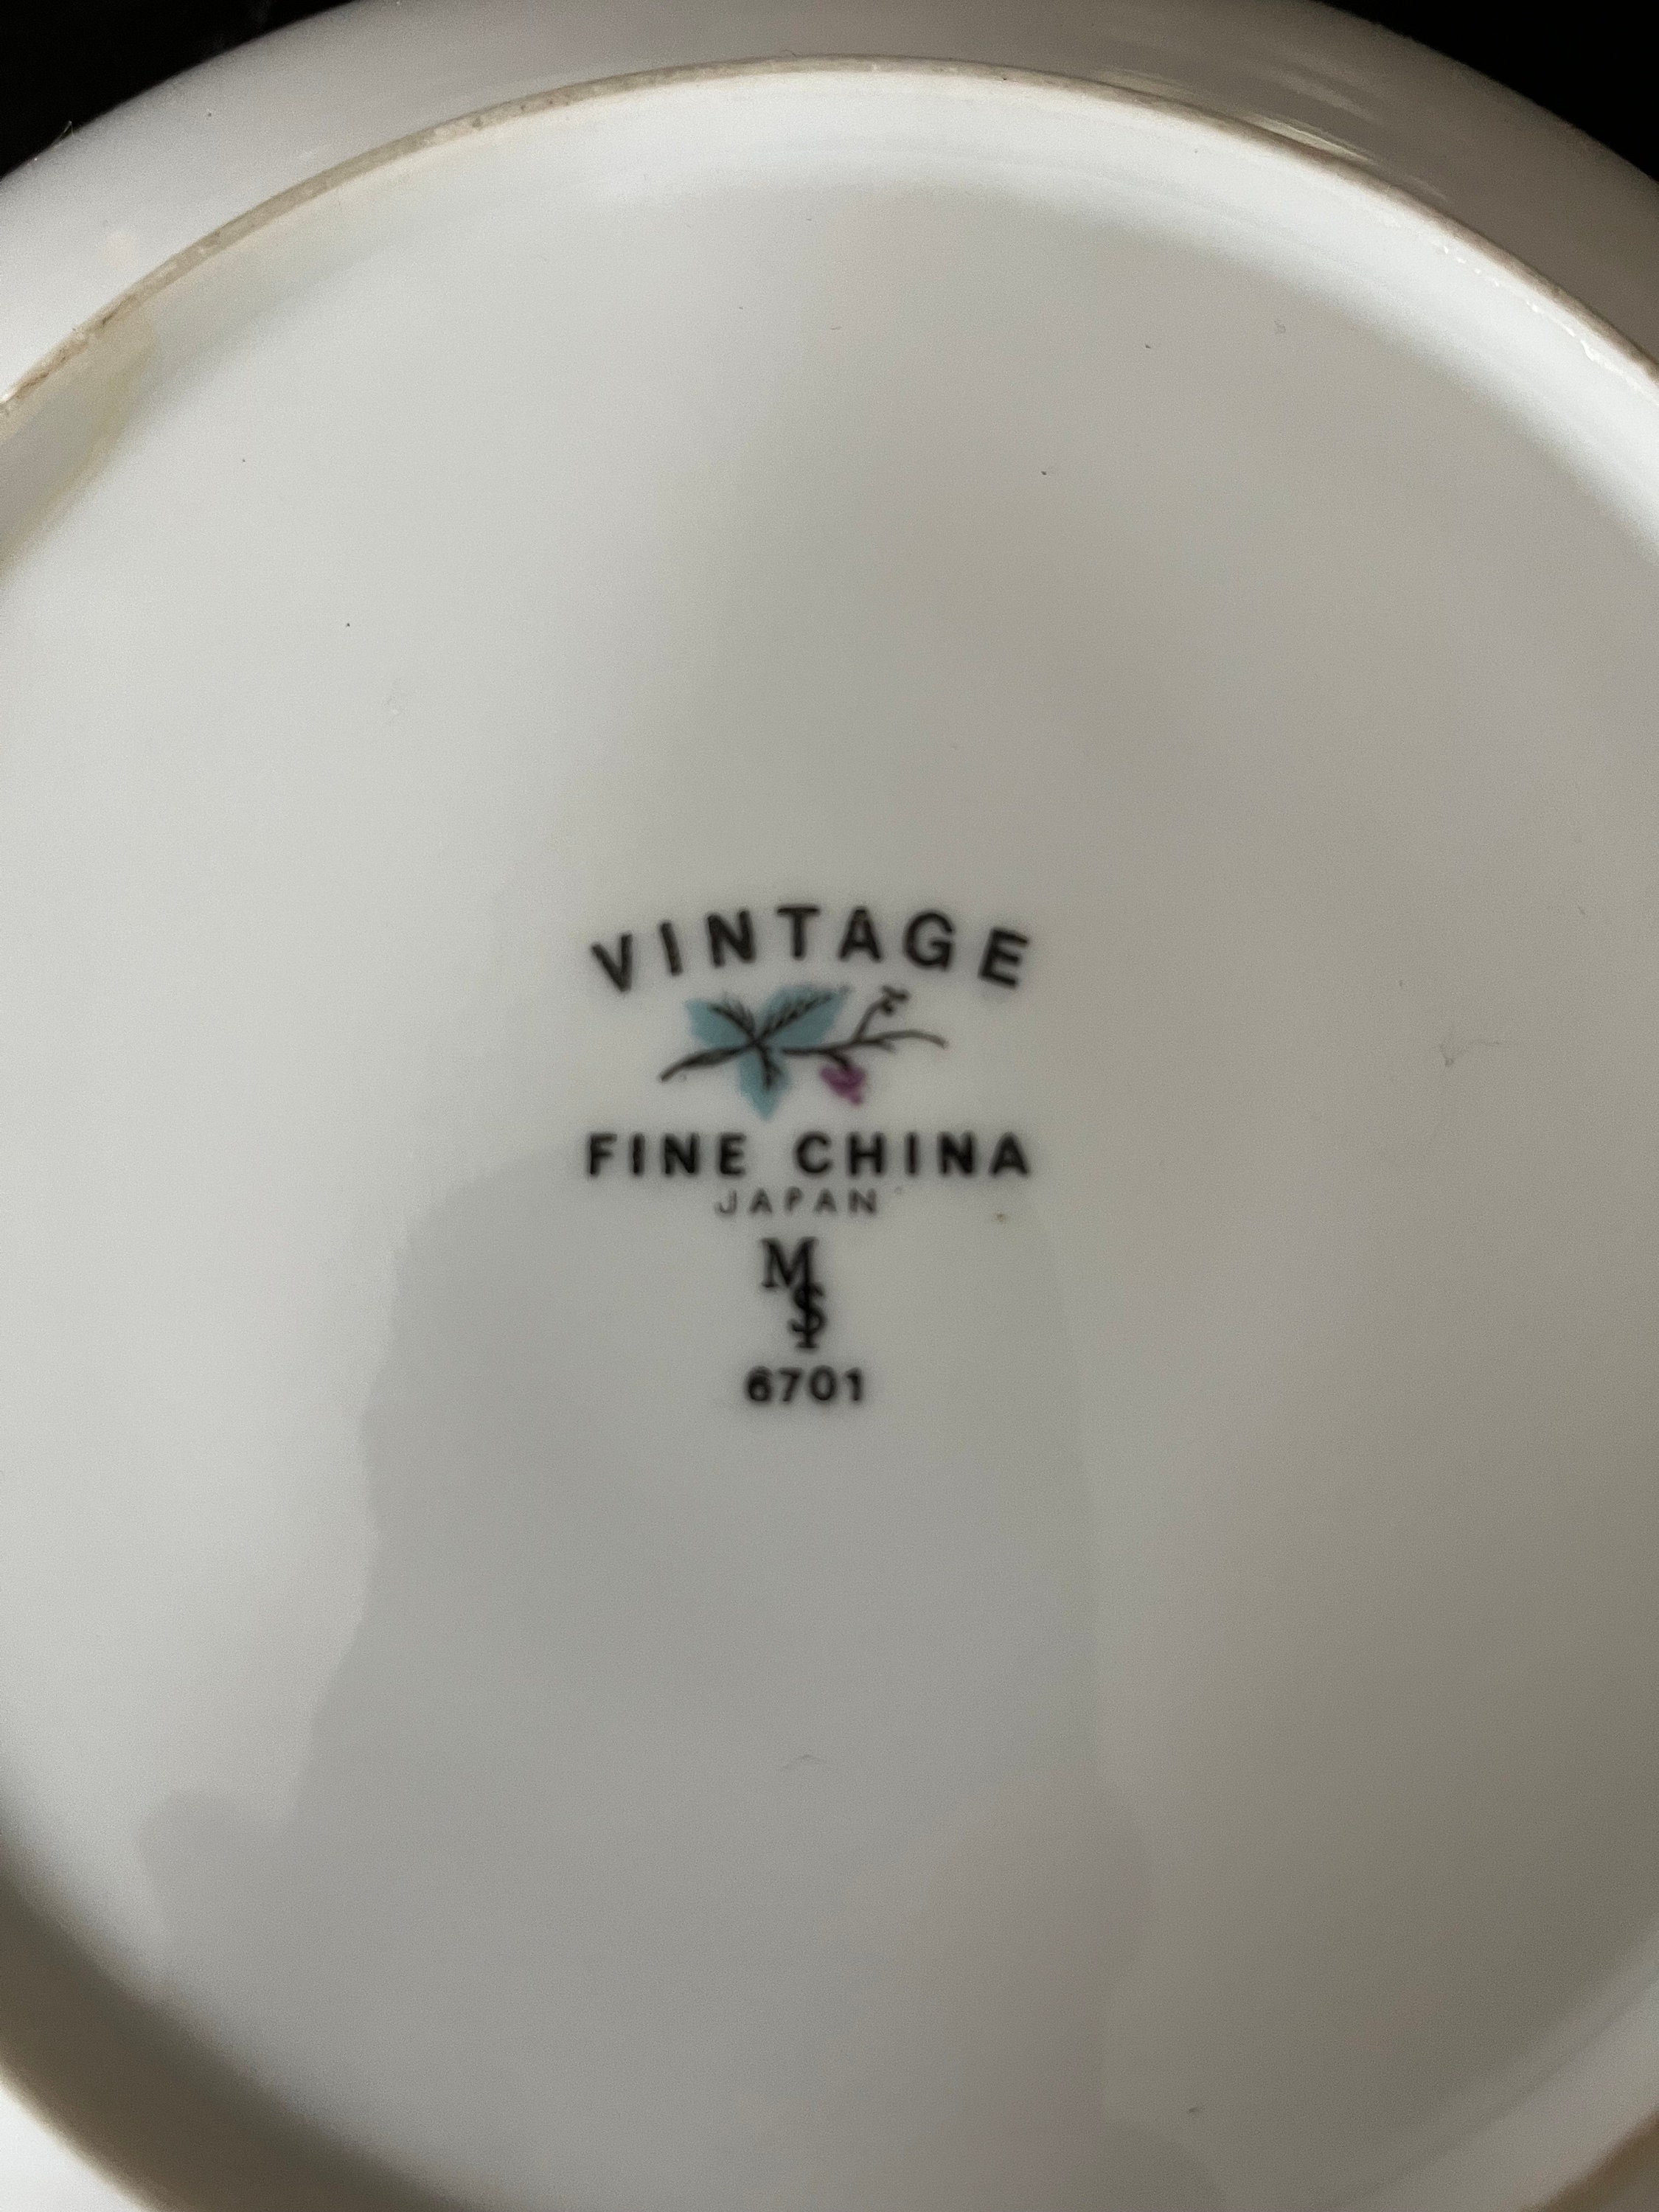 VINTAGE
FINE CHINA
JAPAN
M
S
6701